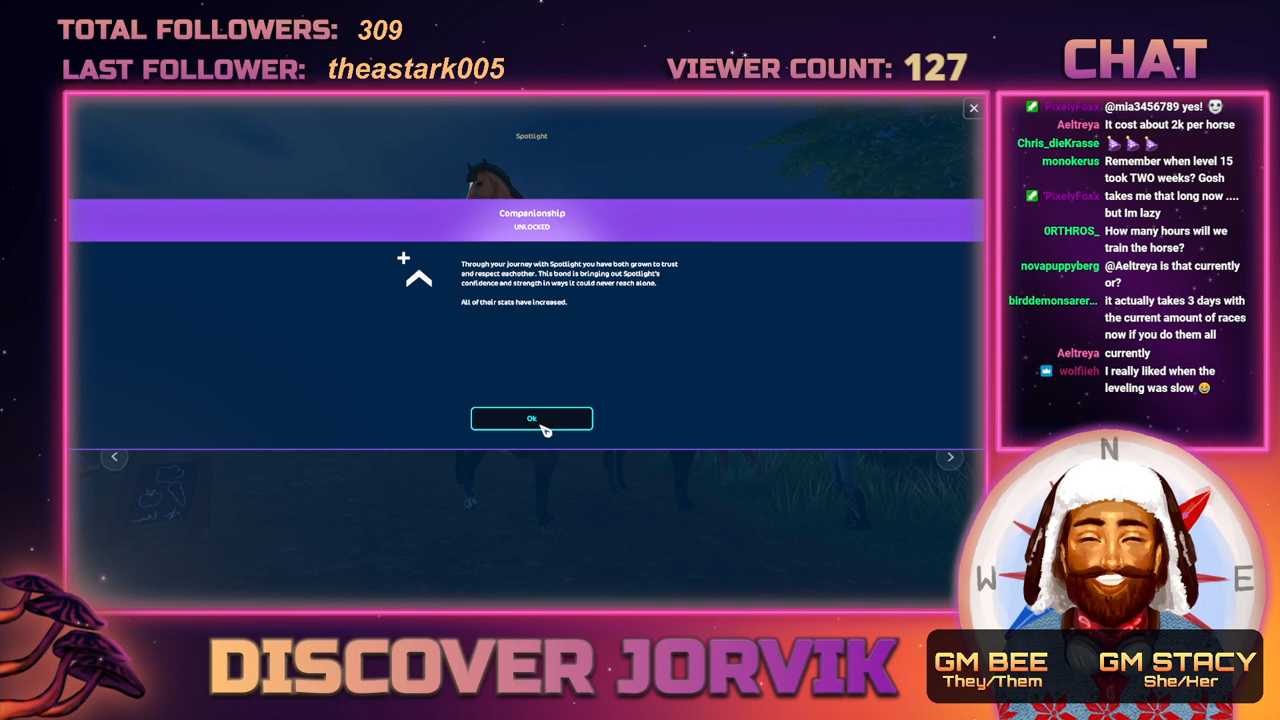 TOTAL FOLLOWERS: 309
LAST FOLLOWER: theastark005
VIEWER COUNT: 127
CHAT
Spotlight
Companionship
UNLOCKED
Through your journey with Spotlight you have both grown to trust
and respect eachother. This bond is bringing out Spotlight's
confidence and strength in ways it could never reach alone.
All of their stats have increased.
Ok
PixelyFoxx @mia3456789 yes!
Aeltreya It cost about 2k per horse
Chris_dieKrasse
monokerus Remember when level 15
took TWO weeks? Gosh
PixelyFoxx takes me that long now ....
but Im lazy
0RTHROS_ How many hours will we
train the horse?
novapuppyberg @Aeltreya is that currently
or?
birddemonsarer... it actually takes 3 days with
the current amount of races
now if you do them all
Aeltreya currently
wolfiieh I really liked when the
leveling was slow
N
W
E
DISCOVER JORVIK
GM BEE
They/Them
GM STACY
She/Her